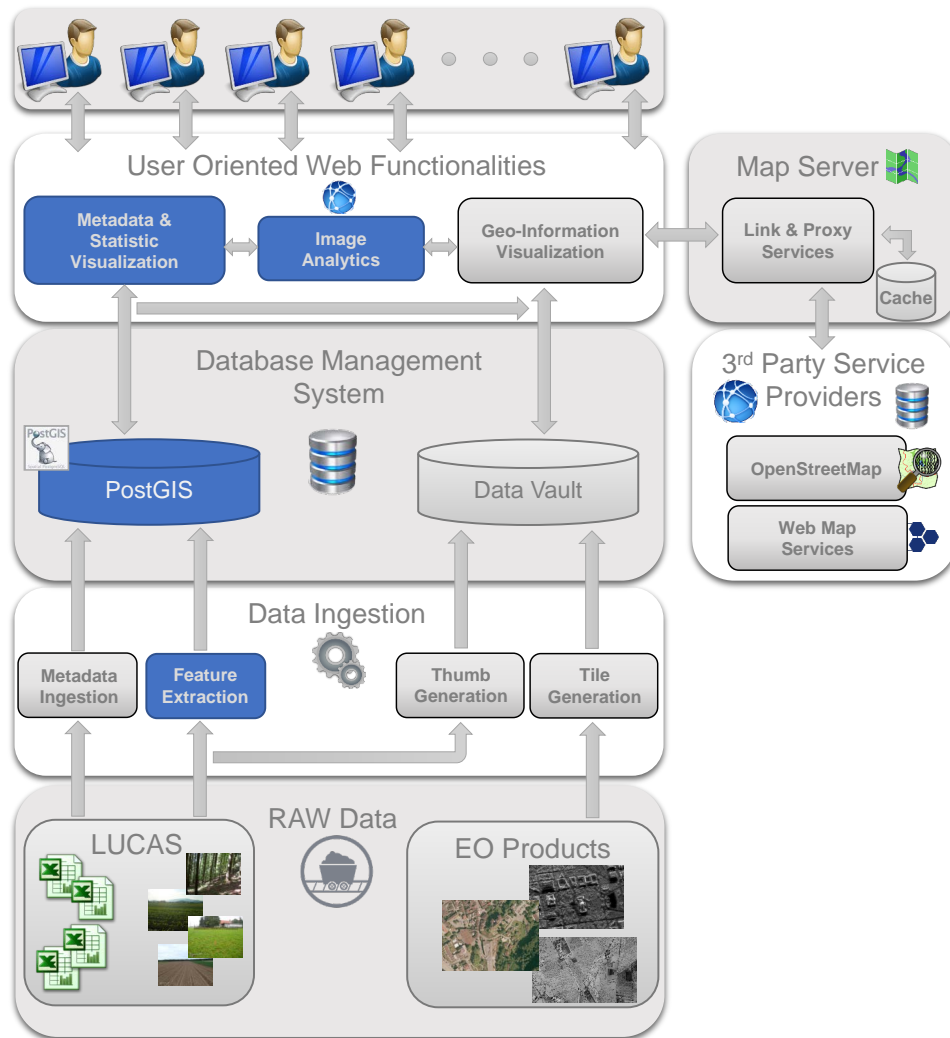 User Oriented Web Functionalities
Metadata &
Statistic
Visualization
Image
Analytics
Geo-Information
Visualization
Map Server
Link & Proxy
Services
Cache
Database Management
System
PostGIS
PostGIS
Data Vault
3rd Party Service
Providers
OpenStreetMap
Web Map
Services
Data Ingestion
Metadata
Ingestion
Feature
Extraction
Thumb
Generation
Tile
Generation
RAW Data
LUCAS
EO Products